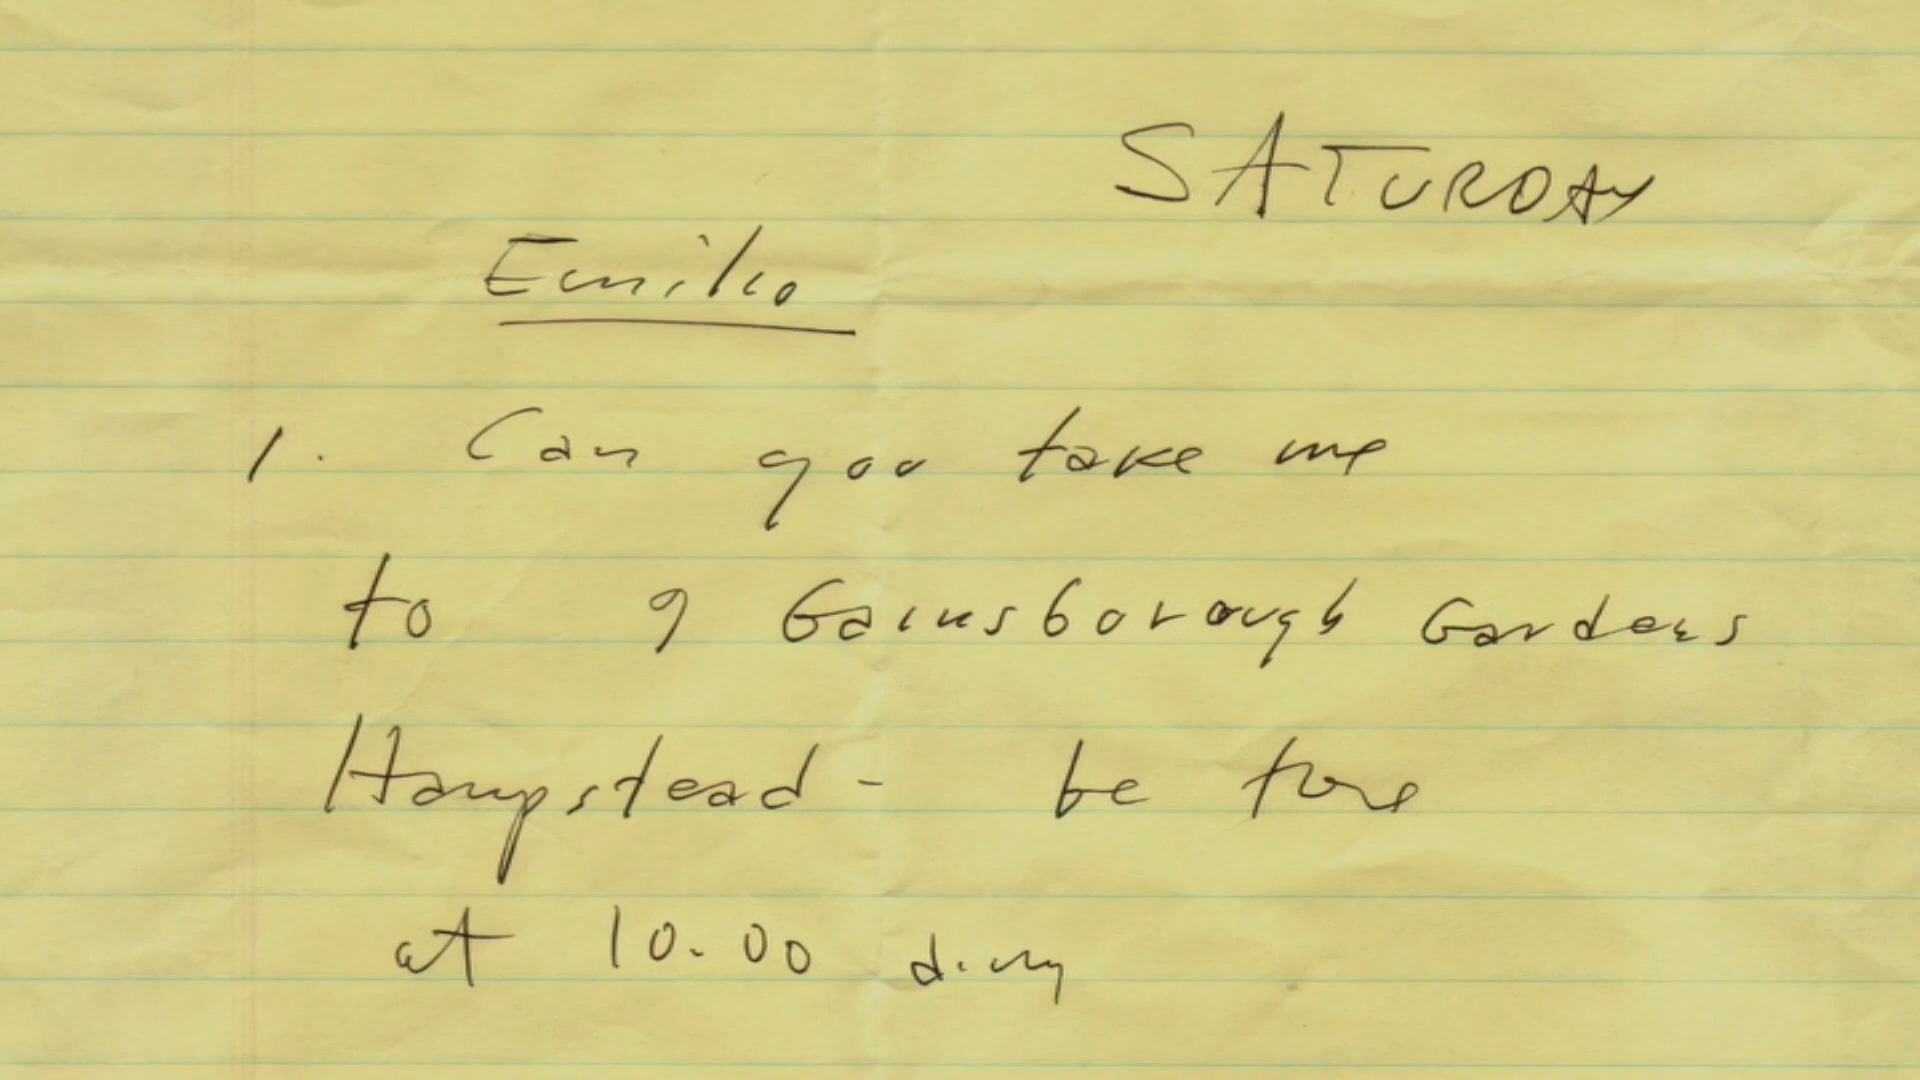 SATURDAY
Emilio
1. Can you take me
to 9 Gainsborough Gardens
Hampstead - be there
at 10.00